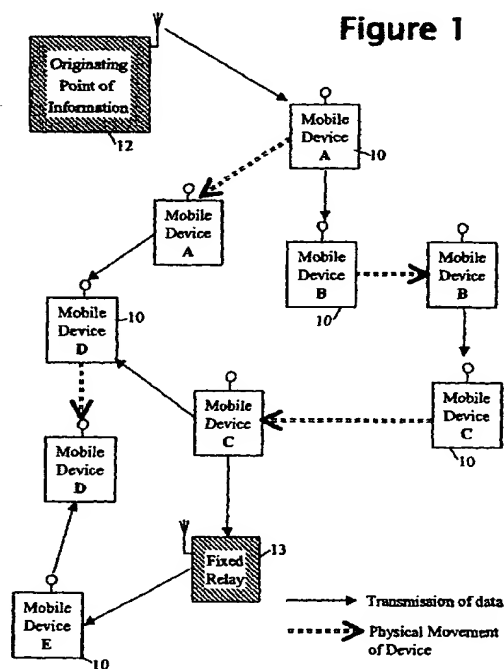 Figure 1
Originating
Point of
Information
12
Mobile
Device
A
10
Mobile
Device
A
Mobile
Device
B
10
Mobile
Device
B
Mobile
Device
D
10
Mobile
Device
C
Mobile
Device
C
10
Mobile
Device
D
Fixed
Relay
13
Mobile
Device
E
10
Transmission of data
Physical Movement
of Device